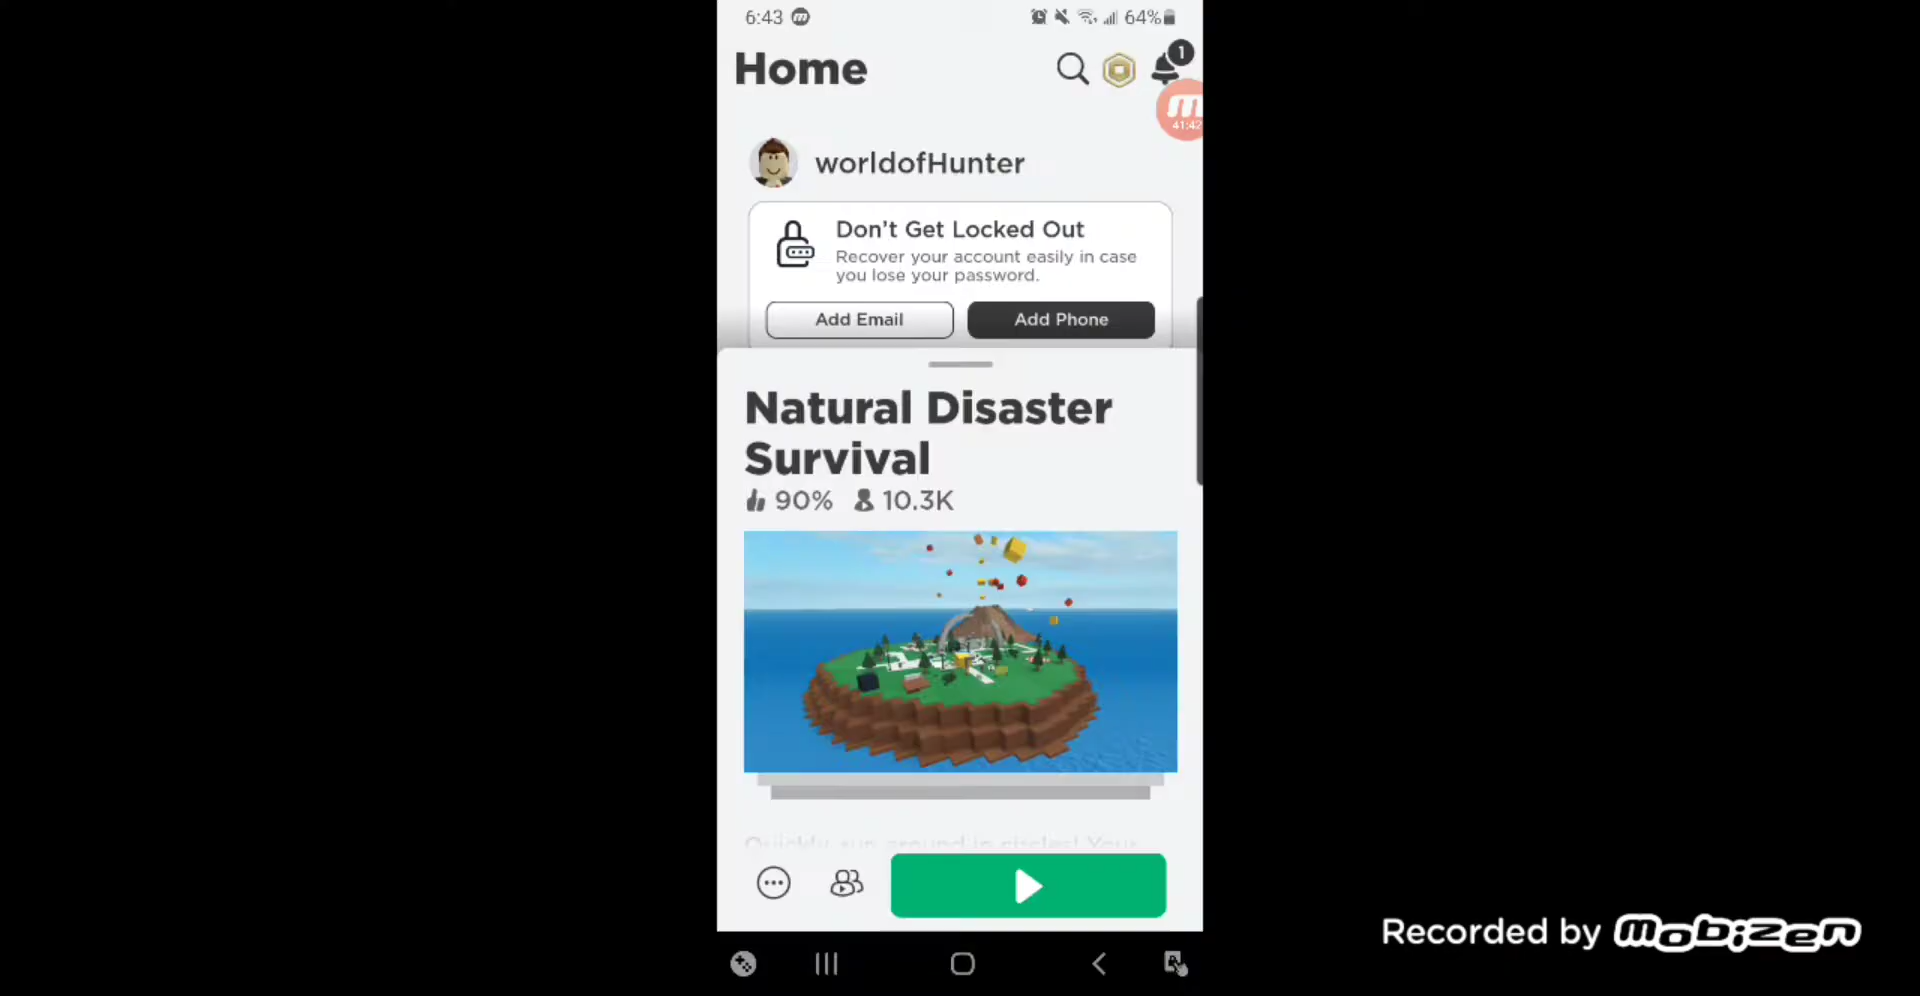 6:43
64%
Home
1
41:42
worldofHunter
Don't Get Locked Out
Recover your account easily in case
you lose your password.
Add Email
Add Phone
Natural Disaster
Survival
90% 10.3K
Recorded by mobizen